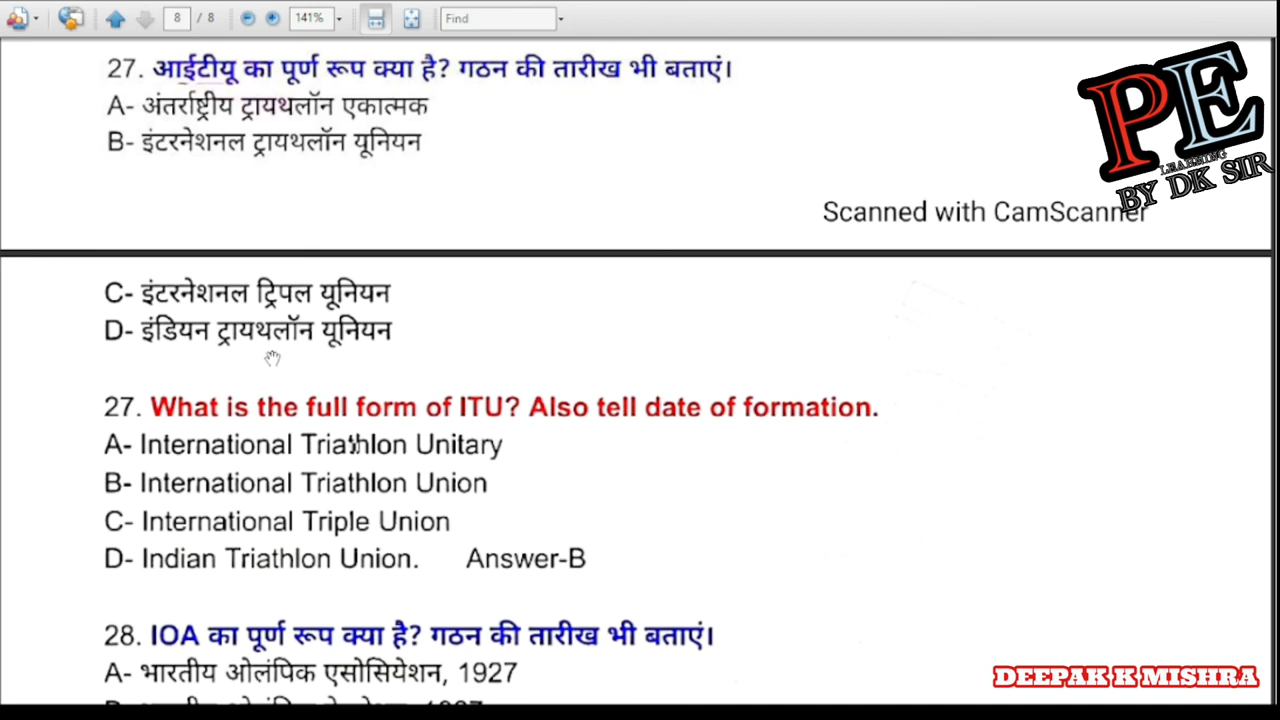 8 / 8
141%
Find
27. आईटीयू का पूर्ण रूप क्या है? गठन की तारीख भी बताएं।
A- अंतर्राष्ट्रीय ट्रायथलॉन एकात्मक
B- इंटरनेशनल ट्रायथलॉन यूनियन
PE
LEARNING
BY DK SIR
Scanned with CamScanner
C- इंटरनेशनल ट्रिपल यूनियन
D- इंडियन ट्रायथलॉन यूनियन
27. What is the full form of ITU? Also tell date of formation.
A- International Triathlon Unitary
B- International Triathlon Union
C- International Triple Union
D- Indian Triathlon Union. Answer-B
28. IOA का पूर्ण रूप क्या है? गठन की तारीख भी बताएं।
A- भारतीय ओलंपिक एसोसियेशन, 1927
DEEPAK K MISHRA